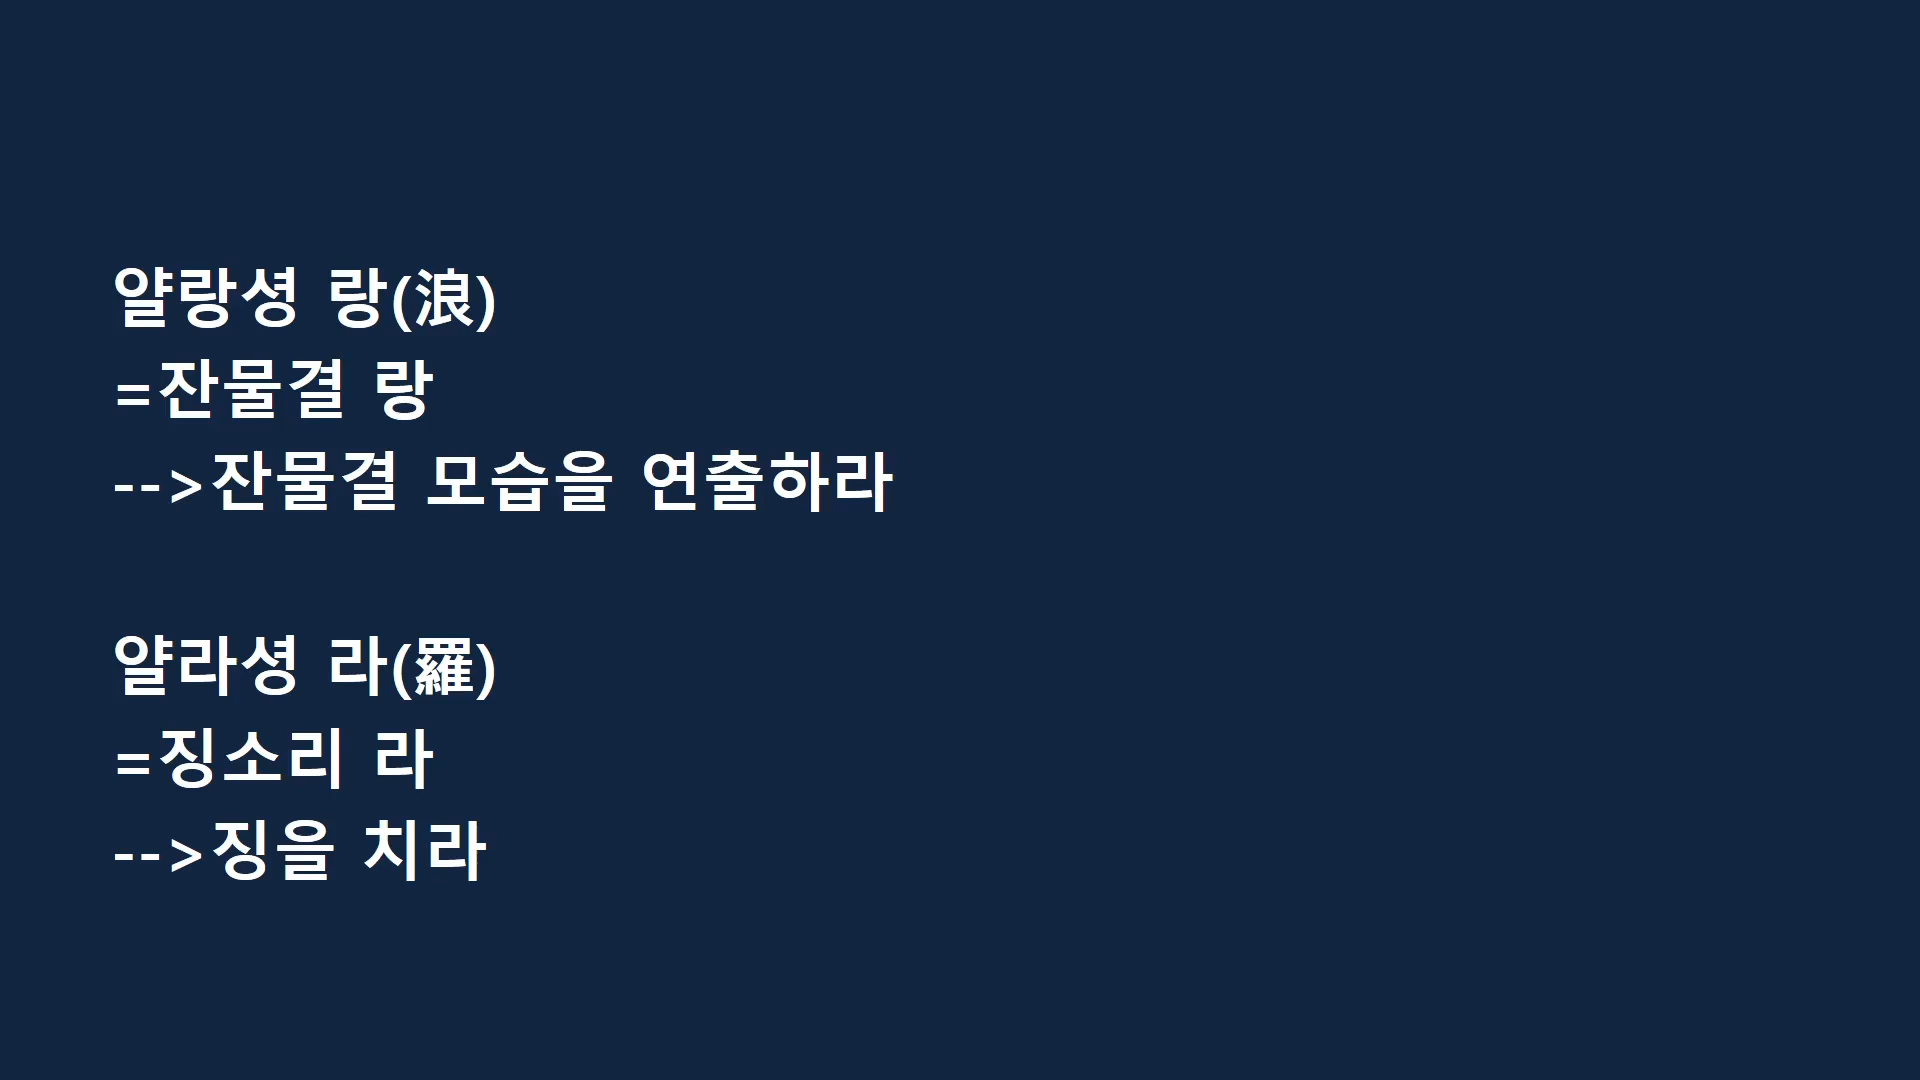 얄랑셩 랑(浪)
=잔물결 랑
-->잔물결 모습을 연출하라
얄라셩 라(羅)
=징소리 라
-->징을 치라